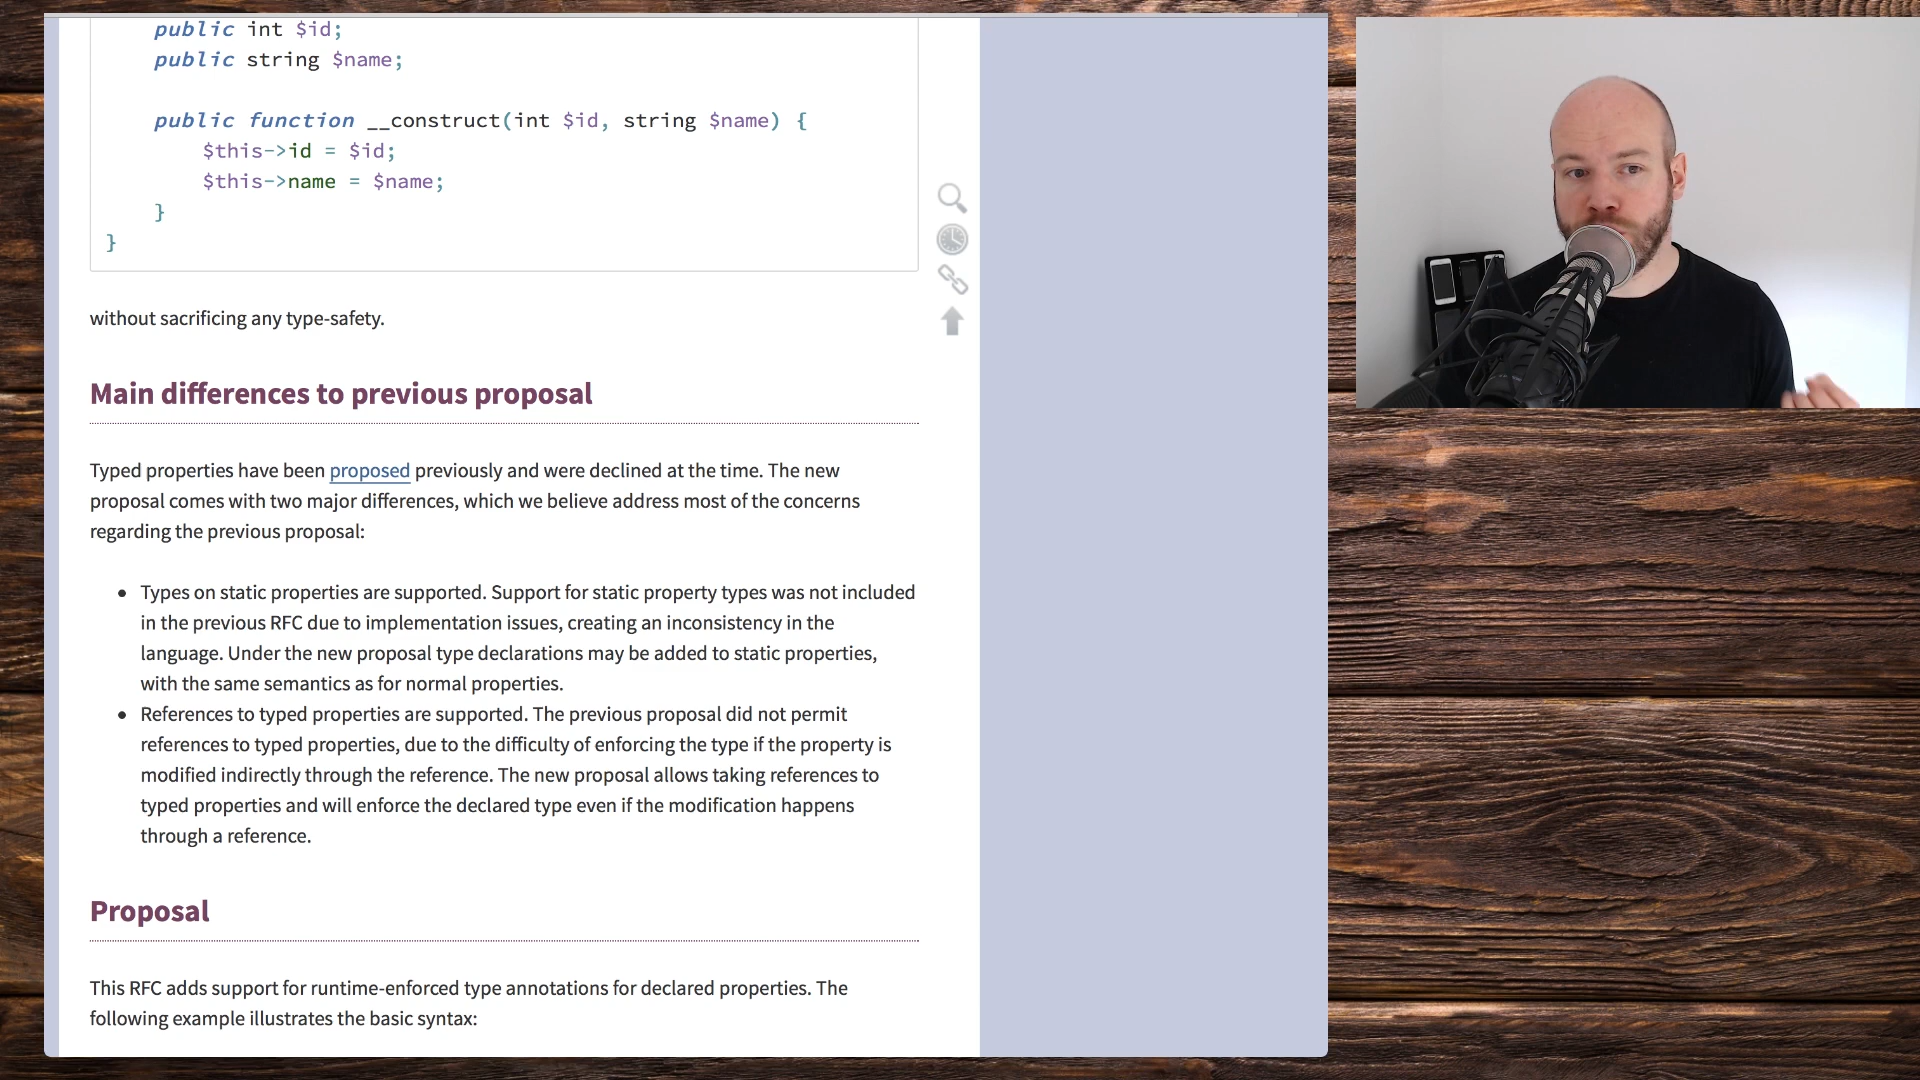 public int $id;
public string $name;
public function __construct(int $id, string $name) {
$this->id = $id;
$this->name = $name;
}
}
without sacrificing any type-safety.
Main differences to previous proposal
Typed properties have been proposed previously and were declined at the time. The new
proposal comes with two major differences, which we believe address most of the concerns
regarding the previous proposal:
• Types on static properties are supported. Support for static property types was not included
in the previous RFC due to implementation issues, creating an inconsistency in the
language. Under the new proposal type declarations may be added to static properties,
with the same semantics as for normal properties.
• References to typed properties are supported. The previous proposal did not permit
references to typed properties, due to the difficulty of enforcing the type if the property is
modified indirectly through the reference. The new proposal allows taking references to
typed properties and will enforce the declared type even if the modification happens
through a reference.
Proposal
This RFC adds support for runtime-enforced type annotations for declared properties. The
following example illustrates the basic syntax: